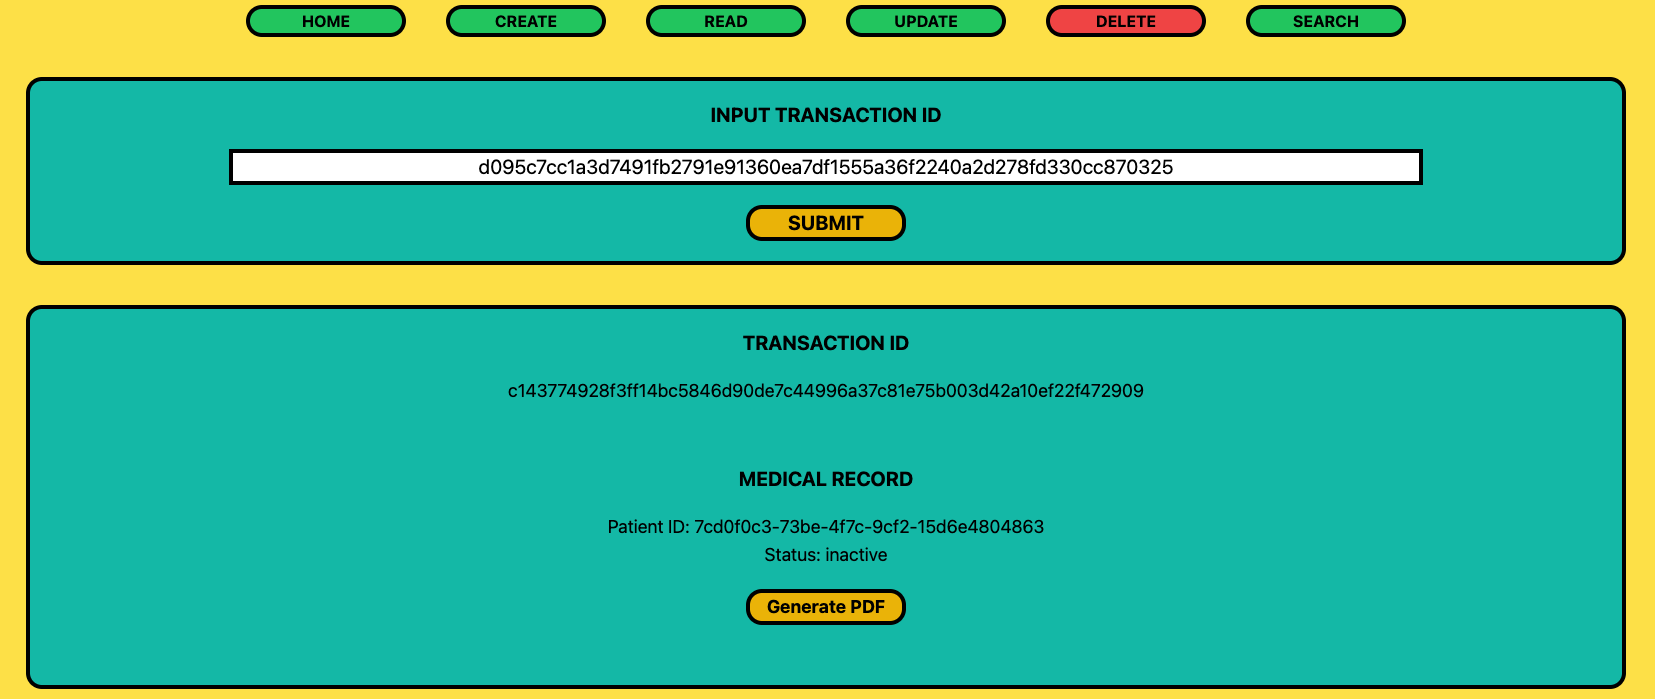 HOME CREATE READ UPDATE DELETE SEARCH
INPUT TRANSACTION ID
d095c7cc1a3d7491fb2791e91360ea7df1555a36f2240a2d278fd330cc870325
SUBMIT
TRANSACTION ID
c143774928f3ff14bc5846d90de7c44996a37c81e75b003d42a10ef22f472909
MEDICAL RECORD
Patient ID: 7cd0f0c3-73be-4f7c-9cf2-15d6e4804863
Status: inactive
Generate PDF